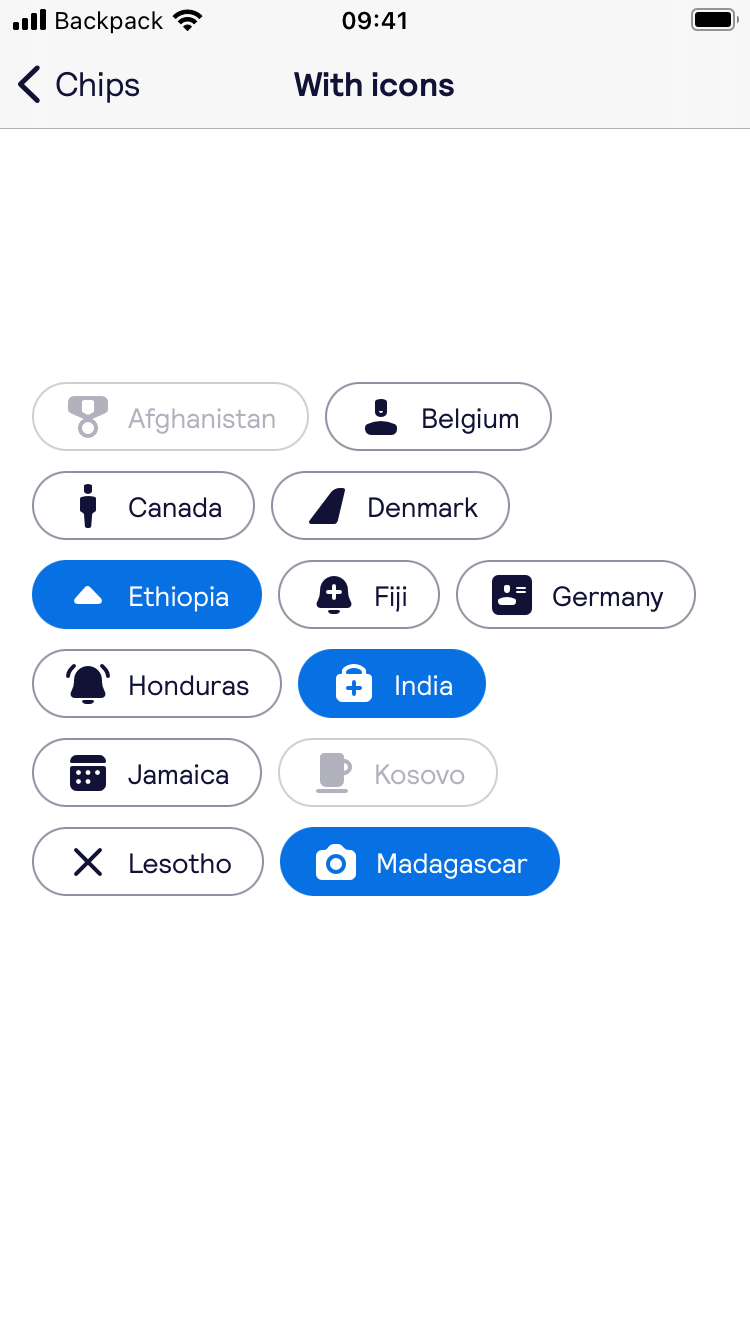 Backpack 09:41
Chips With icons
Afghanistan Belgium
Canada Denmark
Ethiopia Fiji Germany
Honduras India
Jamaica Kosovo
Lesotho Madagascar